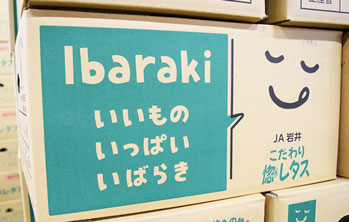 Ibaraki
いいもの
いっぱい
いばらき
JA岩井
こだわり
惚レタス